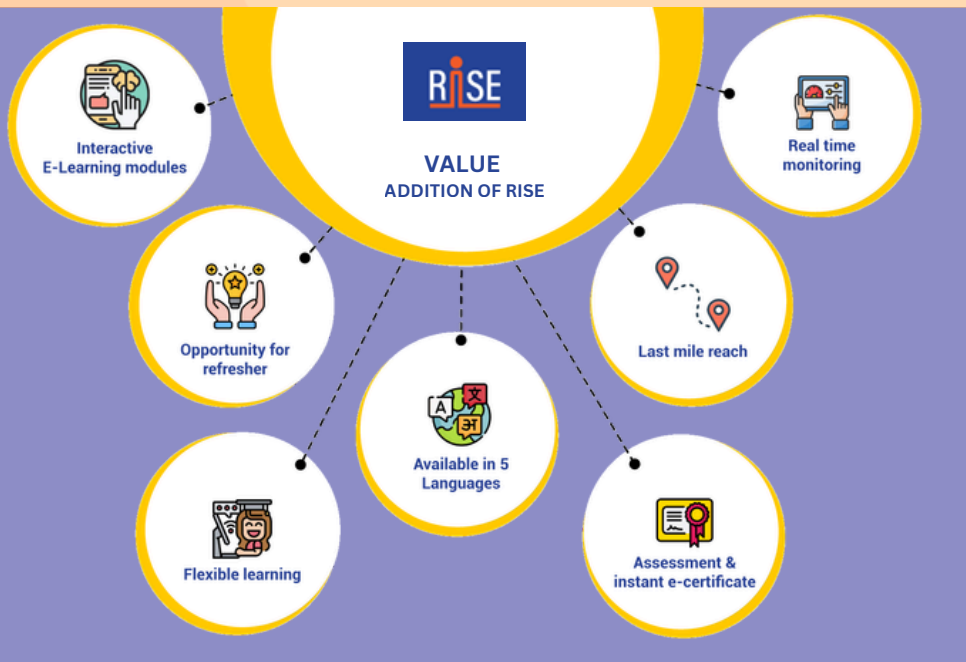 RiSE
VALUE
ADDITION OF RISE
Interactive
E-Learning modules
Real time
monitoring
Opportunity for
refresher
Last mile reach
A
文
अ
Available in 5
Languages
Flexible learning
Assessment &
instant e-certificate